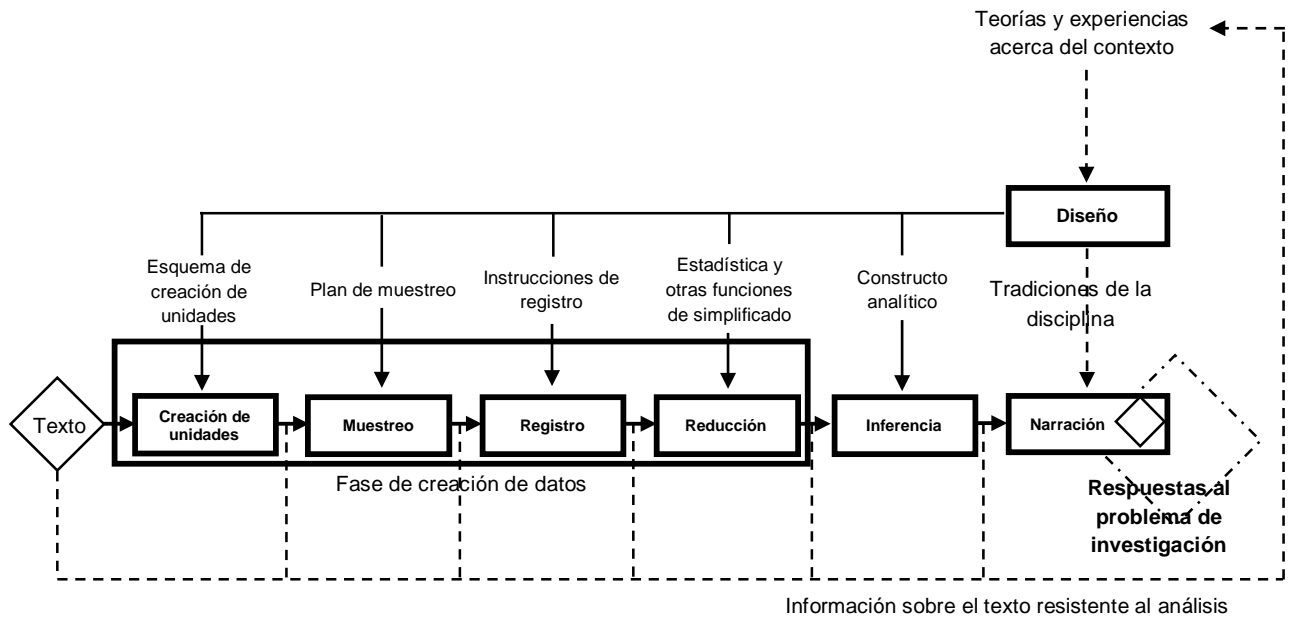 Teorías y experiencias
acerca del contexto
Diseño
Esquema de
creación de
unidades
Plan de muestreo
Instrucciones de
registro
Estadística y
otras funciones
de simplificado
Constructo
analítico
Tradiciones de la
disciplina
Texto
Creación de
unidades
Muestreo
Registro
Reducción
Inferencia
Narración
Fase de creación de datos
Respuestas al
problema de
investigación
Información sobre el texto resistente al análisis